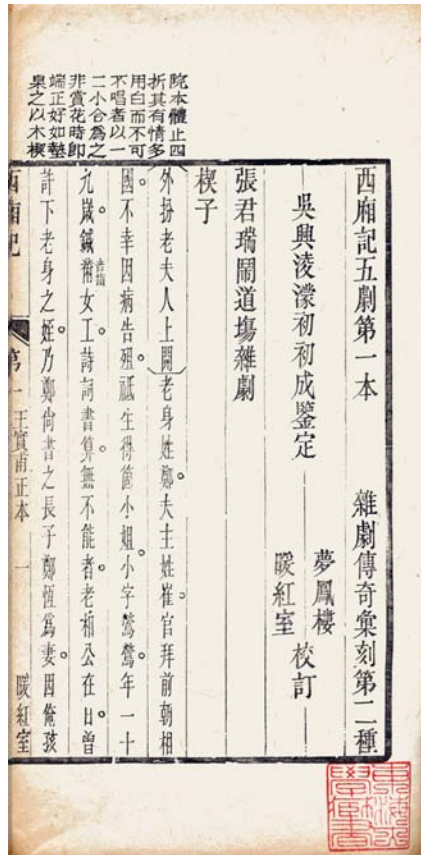 院本體止四
折其有情多
用白而不可
不唱者以一
二小令爲之
非賞花時即
端正好如墊
臬之以木楔
西廂記五劇第一本 雜劇傳奇彙刻第二種
吳興淩濛初初成鑒定
夢鳳樓
暖紅室
校訂
張君瑞鬧道塲雜劇
楔子
外扮老夫人上開〕老身姓鄭。夫主姓崔。官拜前朝相
國。不幸因病告殂。祗生得箇小姐。小字鶯鶯。年一十
九歲。鍼黹音指女工。詩詞書算。無不能者。老相公在日。曾
許下老身之姪。乃鄭尙書之長子鄭恆爲妻。因俺孩
西廂記 第一 王實甫正本 一 暖紅室